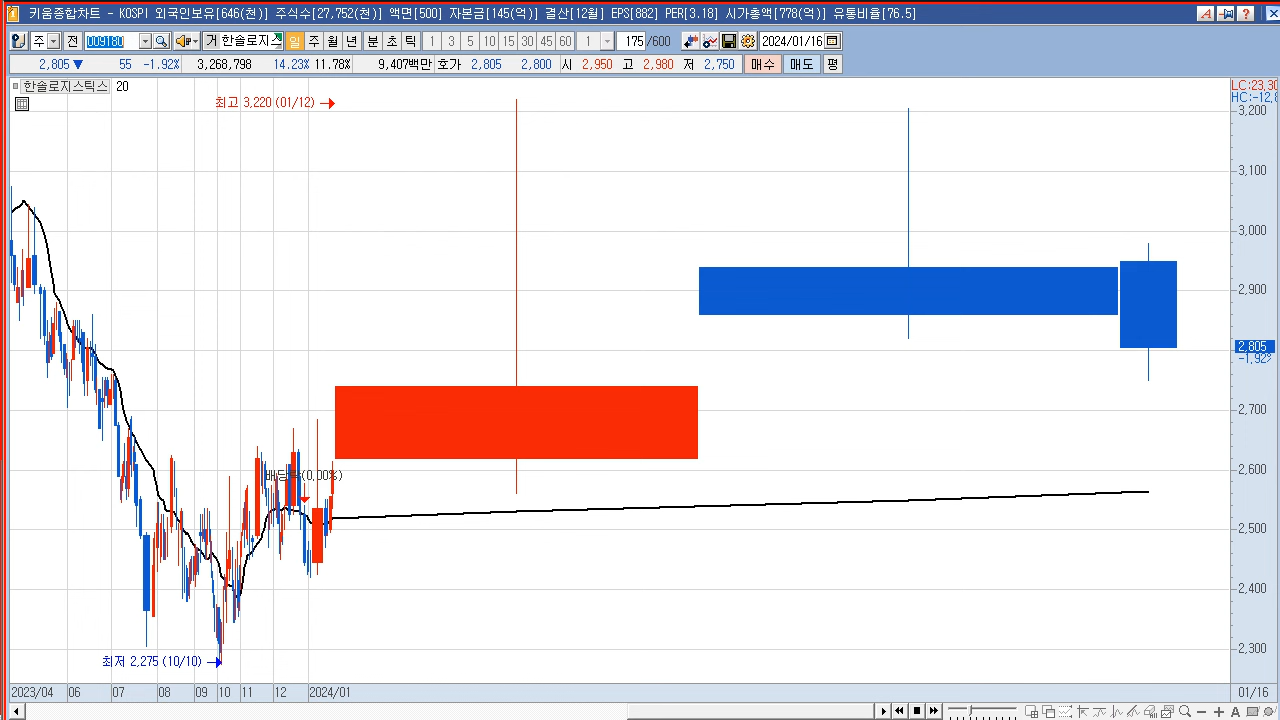 키움종합차트 - KOSPI 외국인보유[646(천)] 주식수[27,752(천)] 액면[500] 자본금[145(억)] 결산[12월] EPS[882] PER[3.18] 시가총액[778(억)] 유통비율[76.5]
주 전 009180 거 한솔로지스 일 주 월 년 분 초 틱 1 3 5 10 15 30 45 60 1 175 /600 2024/01/16
2,805 ▼ 55 -1.92% 3,268,798 14.23% 11.78% 9,407백만 호가 2,805 2,800 시 2,950 고 2,980 저 2,750 매수 매도 평
한솔로지스틱스 20
LC:23,30
HC:-12,8
최고 3,220 (01/12) →
3,200
3,100
3,000
2,900
2,805
-1,92%
2,700
2,600
2,500
2,400
2,300
최저 2,275 (10/10) →
2023/04 06 07 08 09 10 11 12 2024/01 01/16